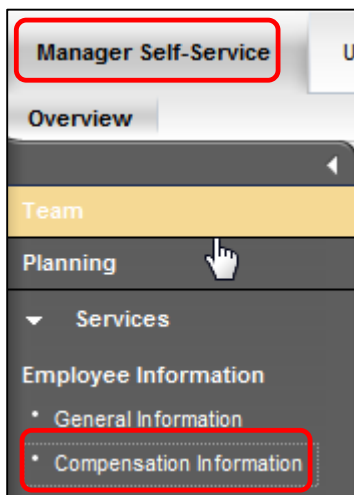 Manager Self-Service U
Overview
Team
Planning
Services
Employee Information
• General Information
• Compensation Information